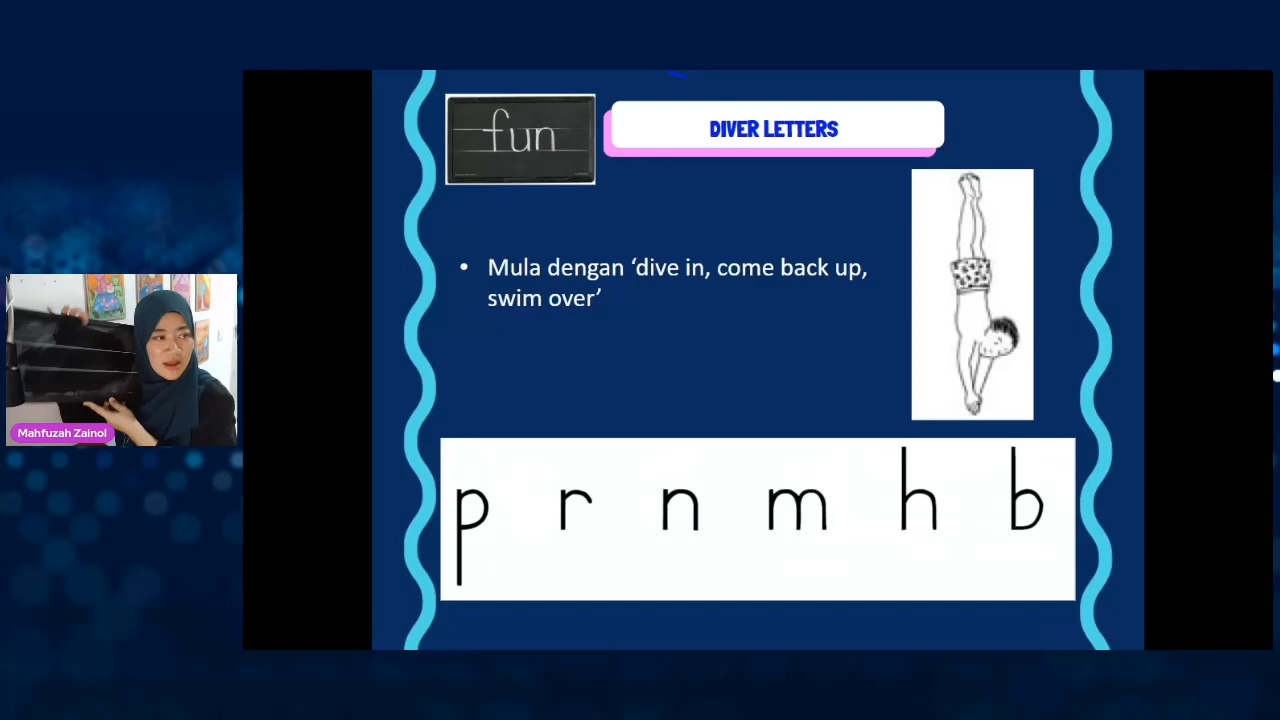 fun
DIVER LETTERS
• Mula dengan ‘dive in, come back up,
swim over’
Mahfuzah Zainol
p r n m h b